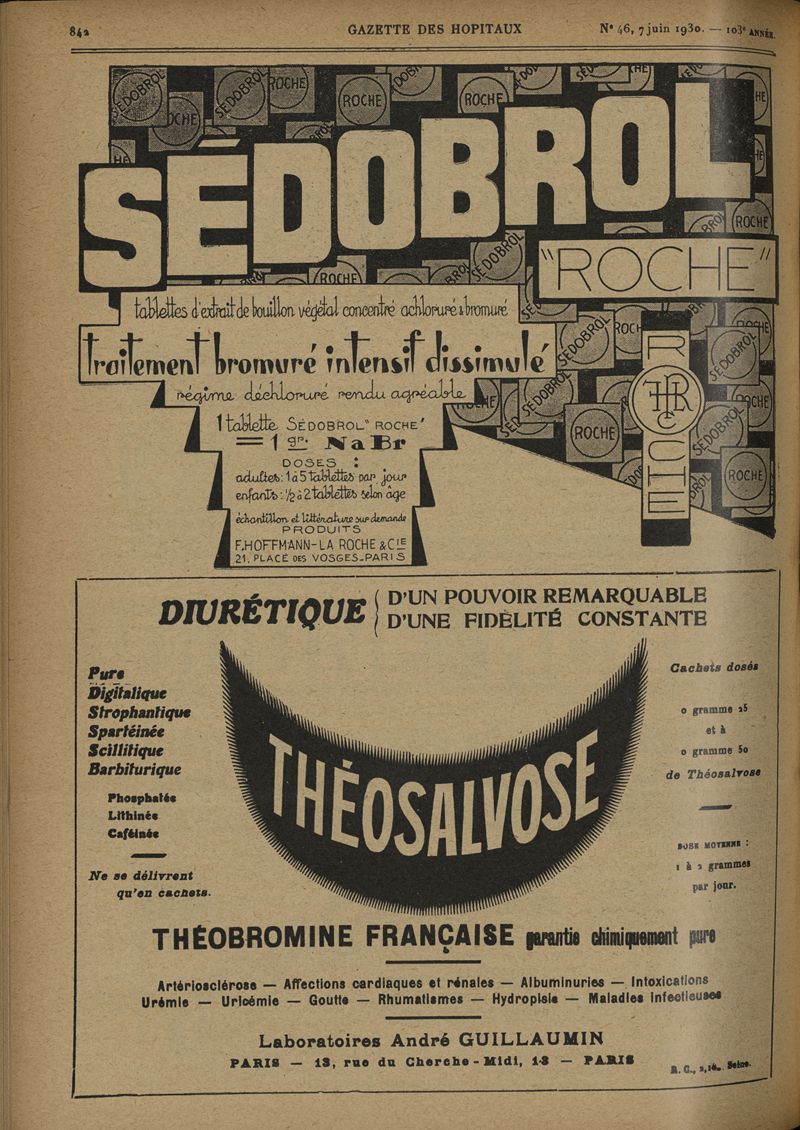 842
GAZETTE DES HOPITAUX
N° 46, 7 juin 1930. — 103e ANNÉE.
SÉDOBROL
"ROCHE"
tablettes d'extrait de bouillon végétal concentré achloruré & bromuré
traitement bromuré intensif dissimulé
régime déchloruré rendu agréable
1 tablette SÉDOBROL "ROCHE"
= 1 gr. NaBr
DOSES :
adultes : 1 à 5 tablettes par jour
enfants : ½ à 2 tablettes selon âge
échantillon et littérature sur demande
PRODUITS
F. HOFFMANN-LA ROCHE & CIE
21, PLACE DES VOSGES_PARIS
ROCHE
ROCHE
SÉDOBROL
DIURÉTIQUE
D'UN POUVOIR REMARQUABLE
D'UNE FIDÉLITÉ CONSTANTE
Pure
Digitalique
Strophantique
Spartéinée
Scillitique
Barbiturique
Phosphatée
Lithinée
Caféinée
Ne se délivrent
qu'en cachets.
THÉOSALVOSE
Cachets dosés
0 gramme 25
et à
0 gramme 50
de Théosalvose
DOSE MOYENNE :
1 à 2 grammes
par jour.
THÉOBROMINE FRANÇAISE garantie chimiquement pure
Artériosclérose — Affections cardiaques et rénales — Albuminuries — Intoxications
Urémie — Uricémie — Goutte — Rhumatismes — Hydropisie — Maladies infectieuses
Laboratoires André GUILLAUMIN
PARIS — 13, rue du Cherche-Midi, 13 — PARIS
R. C., Seine.